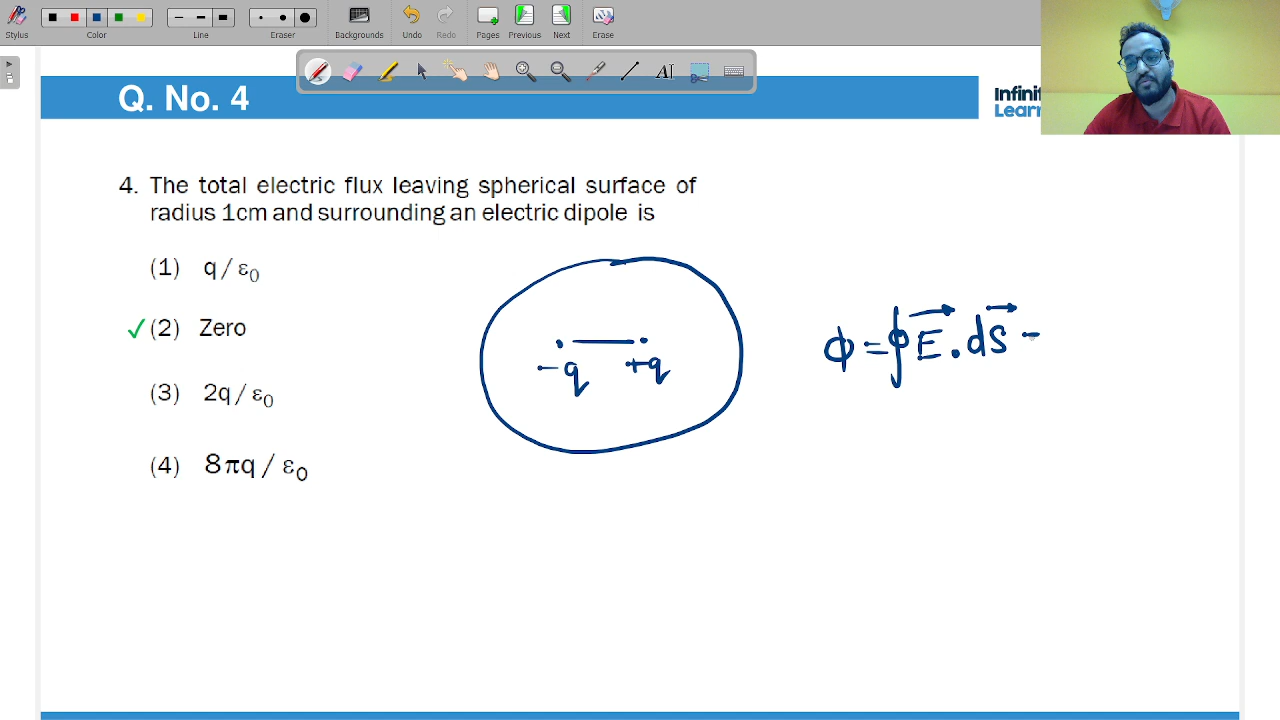 Stylus Color Line Eraser Backgrounds Undo Redo Pages Previous Next Erase
Q. No. 4
Infinit
Learn
4. The total electric flux leaving spherical surface of
radius 1cm and surrounding an electric dipole is
(1) q / ε₀
✓(2) Zero
(3) 2q / ε₀
(4) 8πq / ε₀
-q +q
ϕ = ∮ E⃗ . dS⃗ -